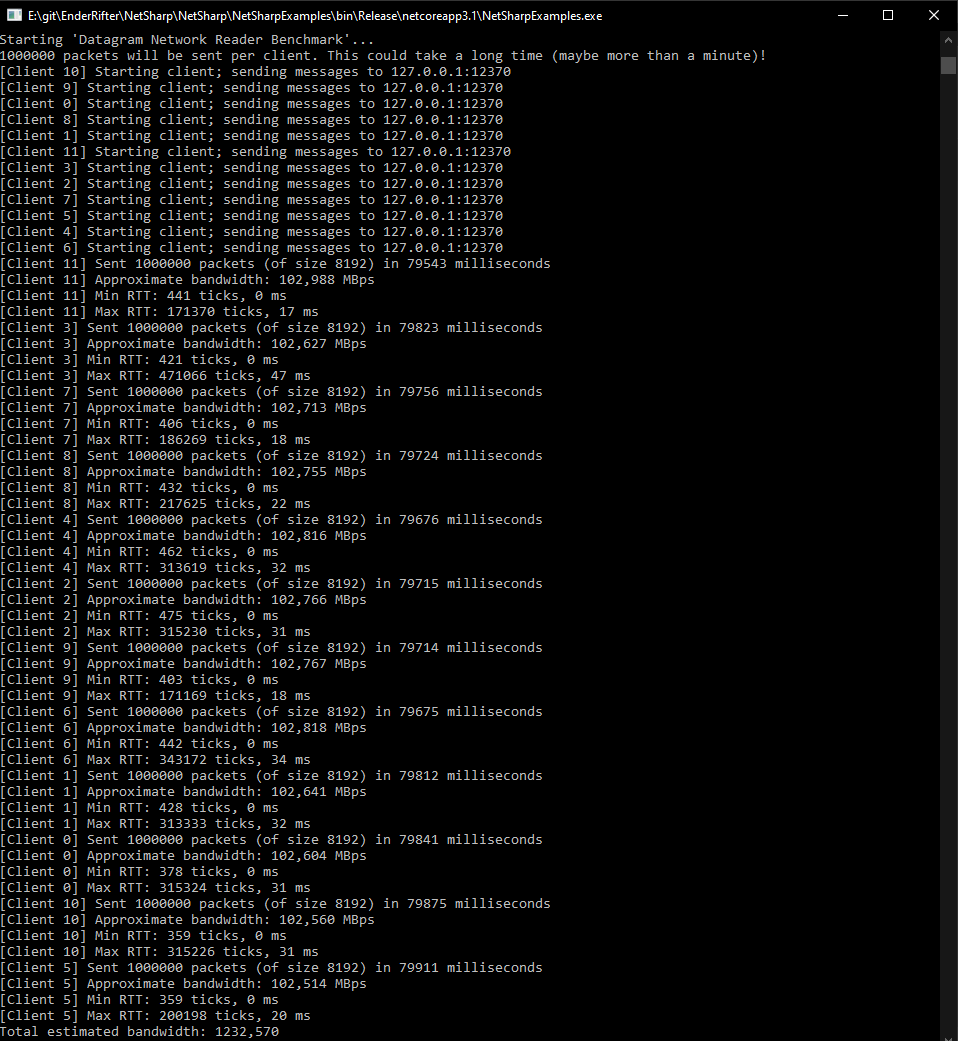 E:\git\EnderRifter\NetSharp\NetSharp\NetSharpExamples\bin\Release\netcoreapp3.1\NetSharpExamples.exe
Starting 'Datagram Network Reader Benchmark'...
1000000 packets will be sent per client. This could take a long time (maybe more than a minute)!
[Client 10] Starting client; sending messages to 127.0.0.1:12370
[Client 9] Starting client; sending messages to 127.0.0.1:12370
[Client 0] Starting client; sending messages to 127.0.0.1:12370
[Client 8] Starting client; sending messages to 127.0.0.1:12370
[Client 1] Starting client; sending messages to 127.0.0.1:12370
[Client 11] Starting client; sending messages to 127.0.0.1:12370
[Client 3] Starting client; sending messages to 127.0.0.1:12370
[Client 2] Starting client; sending messages to 127.0.0.1:12370
[Client 7] Starting client; sending messages to 127.0.0.1:12370
[Client 5] Starting client; sending messages to 127.0.0.1:12370
[Client 4] Starting client; sending messages to 127.0.0.1:12370
[Client 6] Starting client; sending messages to 127.0.0.1:12370
[Client 11] Sent 1000000 packets (of size 8192) in 79543 milliseconds
[Client 11] Approximate bandwidth: 102,988 MBps
[Client 11] Min RTT: 441 ticks, 0 ms
[Client 11] Max RTT: 171370 ticks, 17 ms
[Client 3] Sent 1000000 packets (of size 8192) in 79823 milliseconds
[Client 3] Approximate bandwidth: 102,627 MBps
[Client 3] Min RTT: 421 ticks, 0 ms
[Client 3] Max RTT: 471066 ticks, 47 ms
[Client 7] Sent 1000000 packets (of size 8192) in 79756 milliseconds
[Client 7] Approximate bandwidth: 102,713 MBps
[Client 7] Min RTT: 406 ticks, 0 ms
[Client 7] Max RTT: 186269 ticks, 18 ms
[Client 8] Sent 1000000 packets (of size 8192) in 79724 milliseconds
[Client 8] Approximate bandwidth: 102,755 MBps
[Client 8] Min RTT: 432 ticks, 0 ms
[Client 8] Max RTT: 217625 ticks, 22 ms
[Client 4] Sent 1000000 packets (of size 8192) in 79676 milliseconds
[Client 4] Approximate bandwidth: 102,816 MBps
[Client 4] Min RTT: 462 ticks, 0 ms
[Client 4] Max RTT: 313619 ticks, 32 ms
[Client 2] Sent 1000000 packets (of size 8192) in 79715 milliseconds
[Client 2] Approximate bandwidth: 102,766 MBps
[Client 2] Min RTT: 475 ticks, 0 ms
[Client 2] Max RTT: 315230 ticks, 31 ms
[Client 9] Sent 1000000 packets (of size 8192) in 79714 milliseconds
[Client 9] Approximate bandwidth: 102,767 MBps
[Client 9] Min RTT: 403 ticks, 0 ms
[Client 9] Max RTT: 171169 ticks, 18 ms
[Client 6] Sent 1000000 packets (of size 8192) in 79675 milliseconds
[Client 6] Approximate bandwidth: 102,818 MBps
[Client 6] Min RTT: 442 ticks, 0 ms
[Client 6] Max RTT: 343172 ticks, 34 ms
[Client 1] Sent 1000000 packets (of size 8192) in 79812 milliseconds
[Client 1] Approximate bandwidth: 102,641 MBps
[Client 1] Min RTT: 428 ticks, 0 ms
[Client 1] Max RTT: 313333 ticks, 32 ms
[Client 0] Sent 1000000 packets (of size 8192) in 79841 milliseconds
[Client 0] Approximate bandwidth: 102,604 MBps
[Client 0] Min RTT: 378 ticks, 0 ms
[Client 0] Max RTT: 315324 ticks, 31 ms
[Client 10] Sent 1000000 packets (of size 8192) in 79875 milliseconds
[Client 10] Approximate bandwidth: 102,560 MBps
[Client 10] Min RTT: 359 ticks, 0 ms
[Client 10] Max RTT: 315226 ticks, 31 ms
[Client 5] Sent 1000000 packets (of size 8192) in 79911 milliseconds
[Client 5] Approximate bandwidth: 102,514 MBps
[Client 5] Min RTT: 359 ticks, 0 ms
[Client 5] Max RTT: 200198 ticks, 20 ms
Total estimated bandwidth: 1232,570